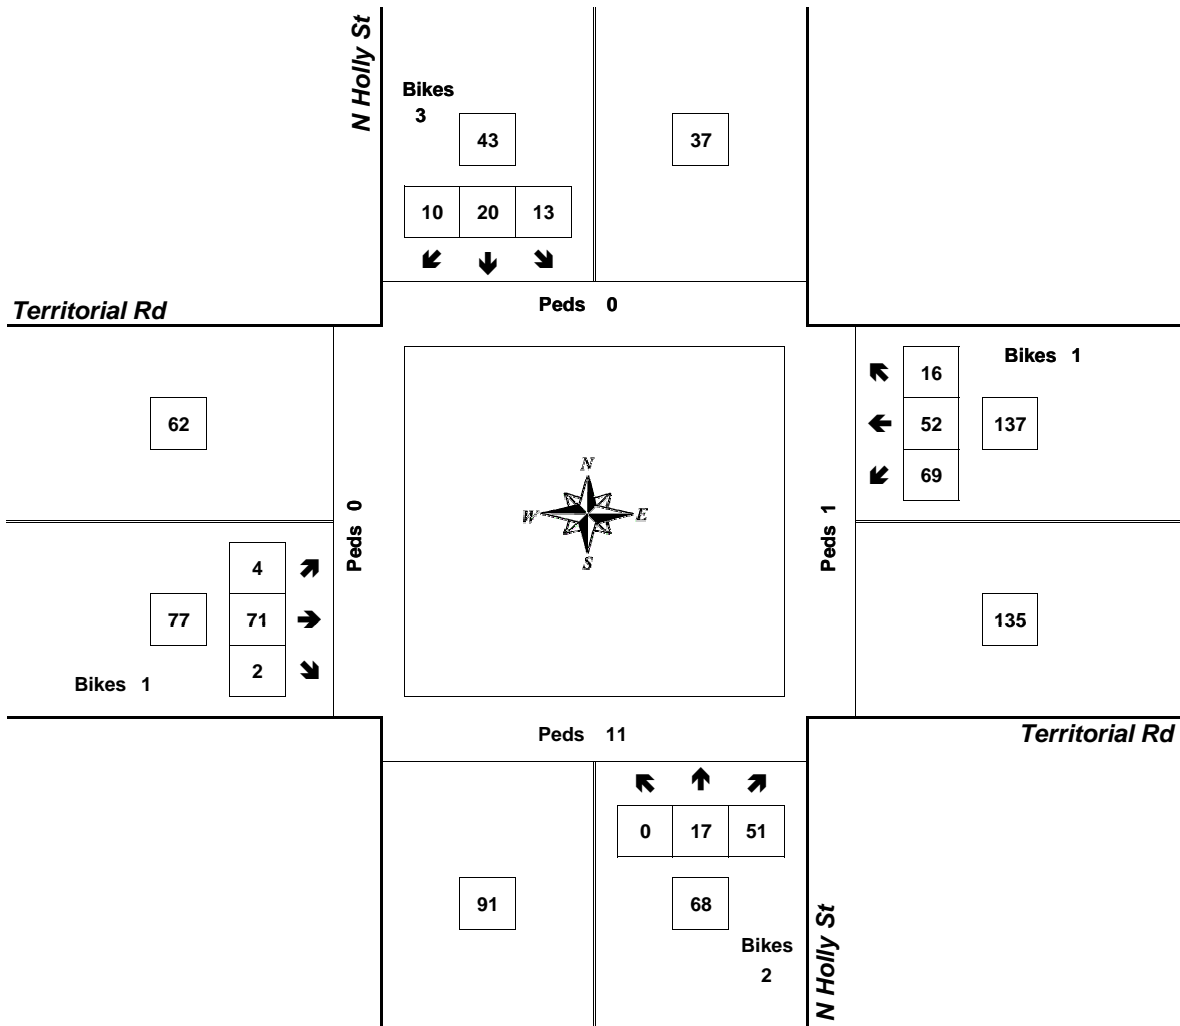 N Holly St
Bikes
3
43
37
10 20 13
Territorial Rd
Peds 0
Bikes 1
16
62
52 137
69
N
W E
S
Peds 0
Peds 1
4
77 71
2
135
Bikes 1
Peds 11
Territorial Rd
0 17 51
91
68
N Holly St
Bikes
2